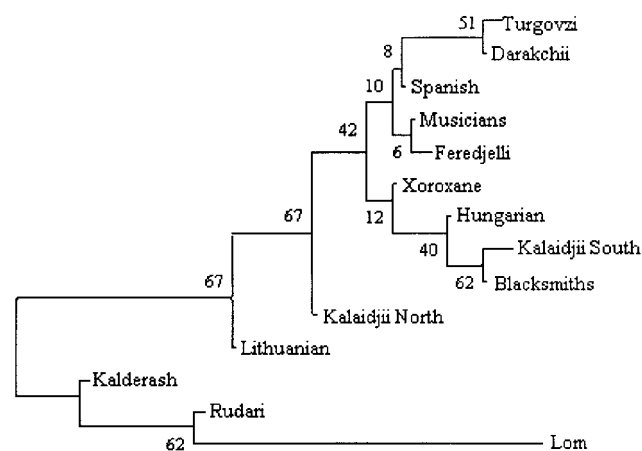 51
Turgovzi
Darakchii
8
Spanish
10
Musicians
42
6
Feredjelli
Xoroxane
67
12
Hungarian
40
Kalaidjii South
67
62
Blacksmiths
Kalaidjii North
Lithuanian
Kalderash
Rudari
62
Lom